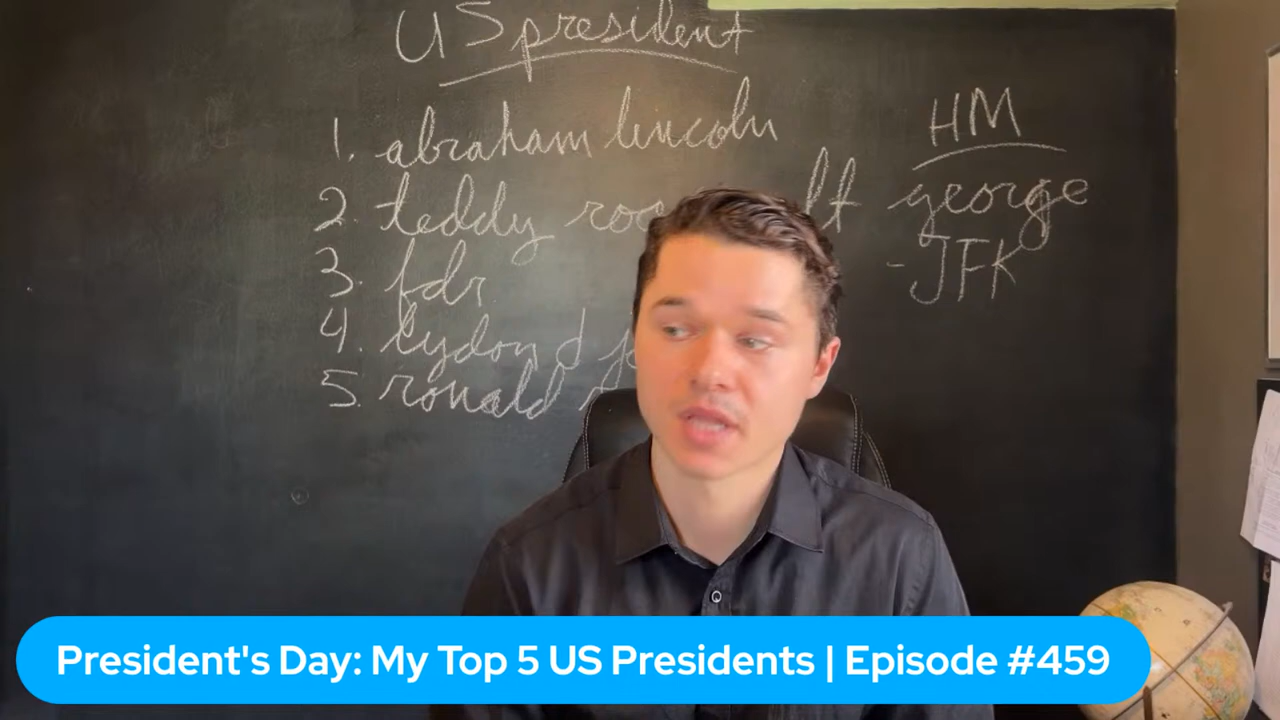 US president
1. abraham lincoln
2. teddy roo lt
3. fdr
4. lydon d
5. ronald
HM
george
-JFK
President's Day: My Top 5 US Presidents | Episode #459